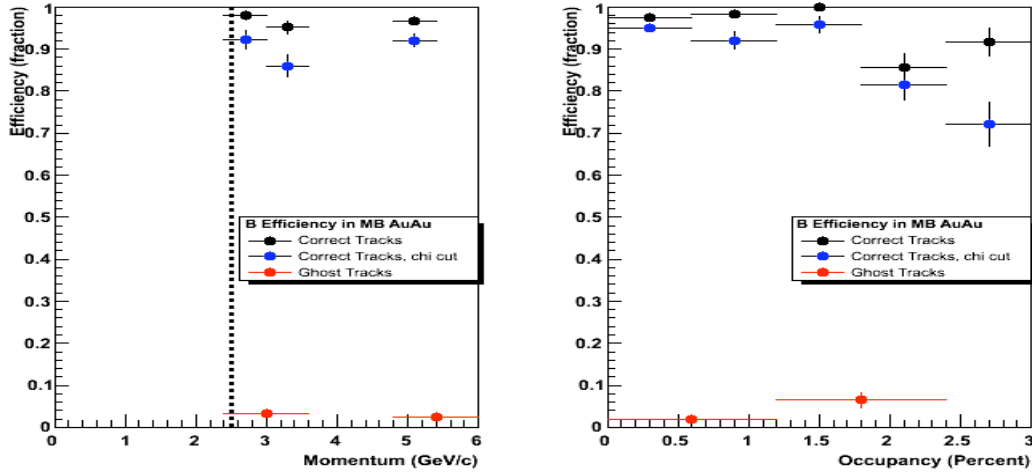 Efficiency (fraction)
1
0.9
0.8
0.7
0.6
0.5
0.4
0.3
0.2
0.1
0
B Efficiency in MB AuAu
Correct Tracks
Correct Tracks, chi cut
Ghost Tracks
0 1 2 3 4 5 6
Momentum (GeV/c)
Efficiency (fraction)
1
0.9
0.8
0.7
0.6
0.5
0.4
0.3
0.2
0.1
0
B Efficiency in MB AuAu
Correct Tracks
Correct Tracks, chi cut
Ghost Tracks
0 0.5 1 1.5 2 2.5 3
Occupancy (Percent)